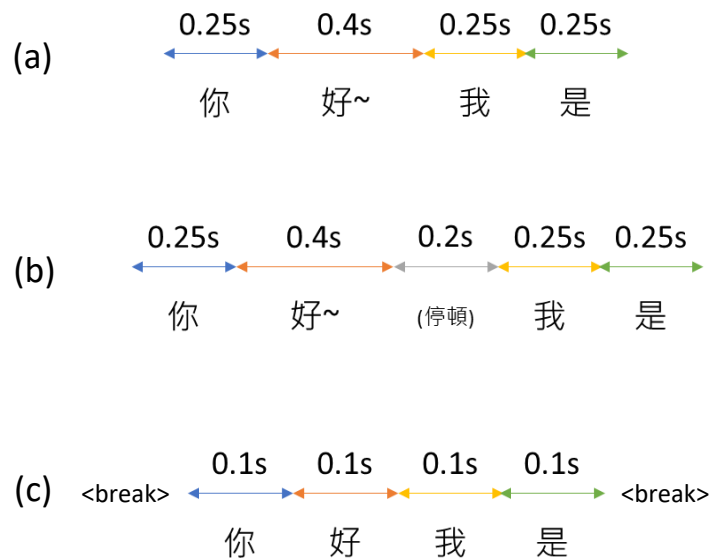 0.25s 0.4s 0.25s 0.25s
(a)
你 好~ 我 是
0.25s 0.4s 0.2s 0.25s 0.25s
(b)
你 好~ (停頓) 我 是
0.1s 0.1s 0.1s 0.1s
(c) <break> <break>
你 好 我 是